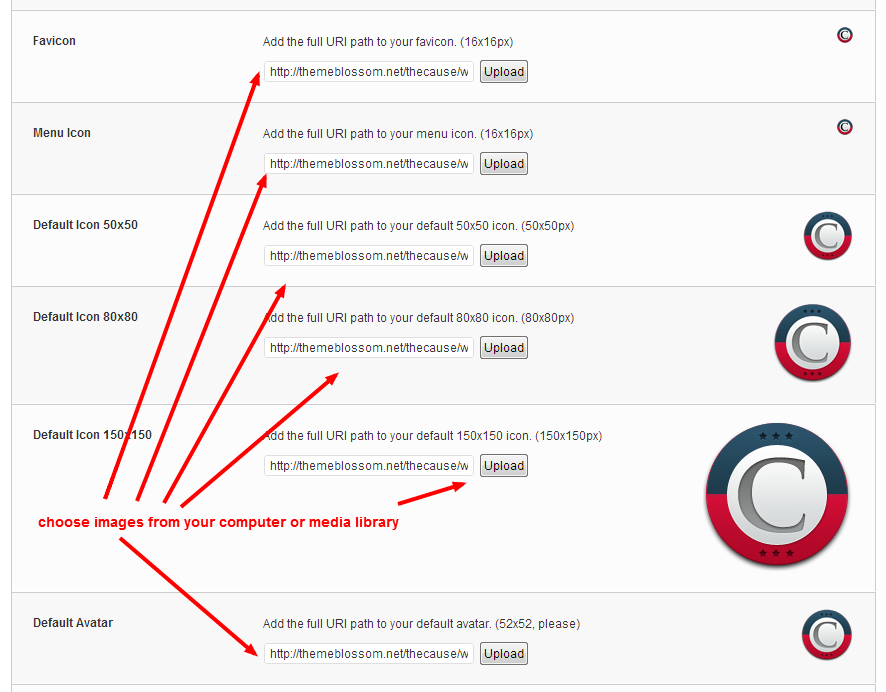 Favicon
Add the full URI path to your favicon. (16x16px)
http://themeblossom.net/thecause/w
Upload
C
Menu Icon
Add the full URI path to your menu icon. (16x16px)
http://themeblossom.net/thecause/w
Upload
C
Default Icon 50x50
Add the full URI path to your default 50x50 icon. (50x50px)
http://themeblossom.net/thecause/w
Upload
C
Default Icon 80x80
Add the full URI path to your default 80x80 icon. (80x80px)
http://themeblossom.net/thecause/w
Upload
C
Default Icon 150x150
Add the full URI path to your default 150x150 icon. (150x150px)
http://themeblossom.net/thecause/w
Upload
C
choose images from your computer or media library
Default Avatar
Add the full URI path to your default avatar. (52x52, please)
http://themeblossom.net/thecause/w
Upload
C